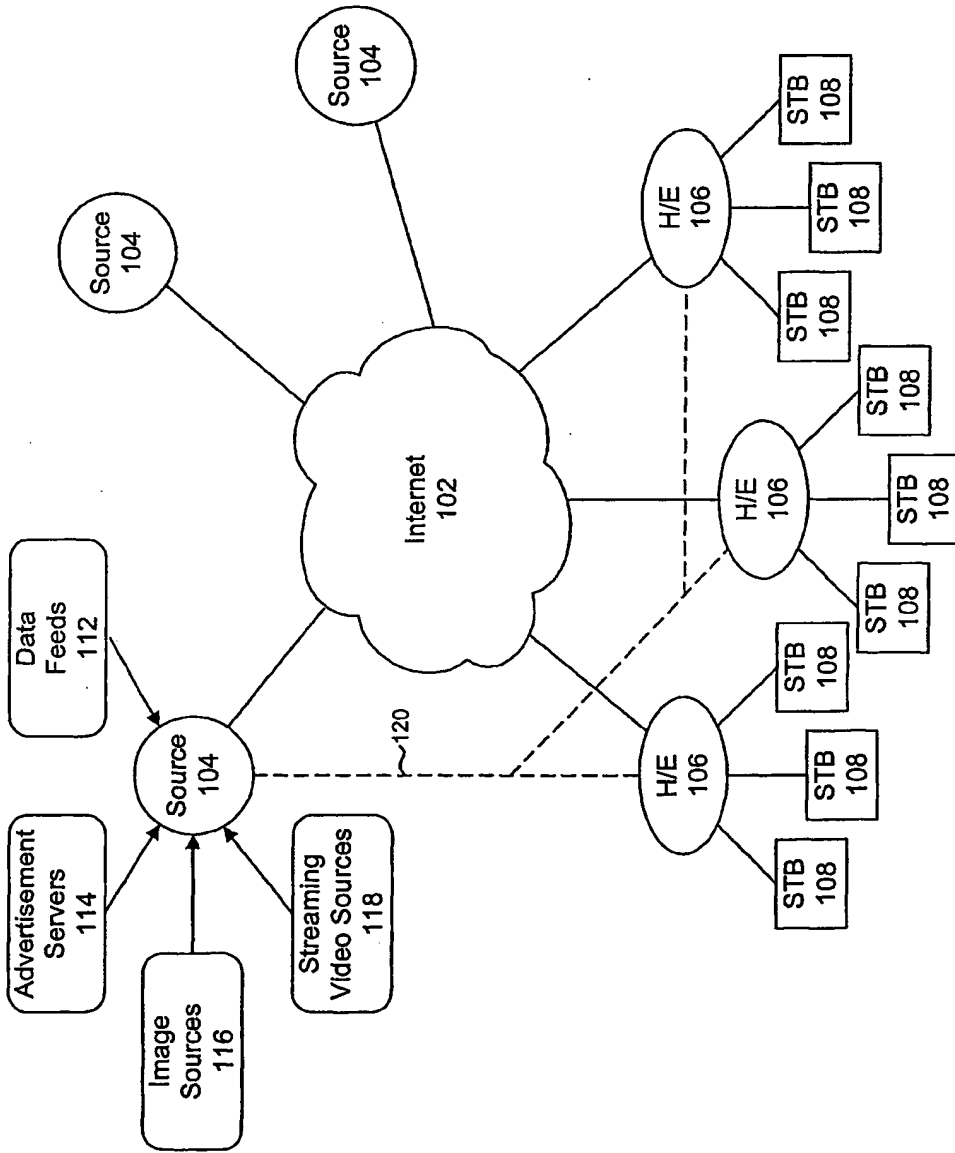 Data
Feeds
112
Advertisement
Servers
114
Image
Sources
116
Streaming
Video Sources
118
Source
104
Source
104
Source
104
Internet
102
120
H/E
106
H/E
106
H/E
106
STB
108
STB
108
STB
108
STB
108
STB
108
STB
108
STB
108
STB
108
STB
108